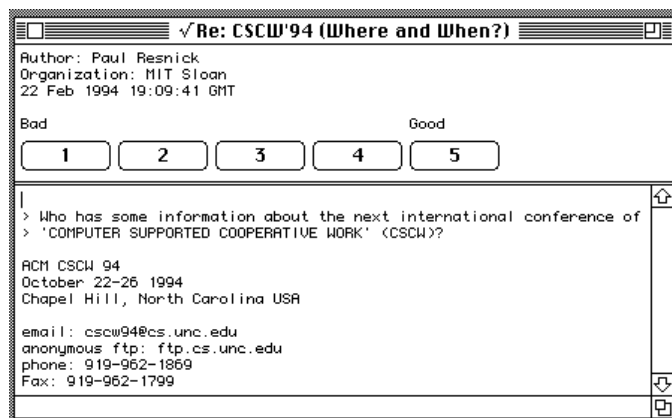 √Re: CSCW'94 (Where and When?)
Author: Paul Resnick
Organization: MIT Sloan
22 Feb 1994 19:09:41 GMT
Bad Good
1 2 3 4 5
> Who has some information about the next international conference of
> 'COMPUTER SUPPORTED COOPERATIVE WORK' (CSCW)?
ACM CSCW 94
October 22-26 1994
Chapel Hill, North Carolina USA
email: cscw94@cs.unc.edu
anonymous ftp: ftp.cs.unc.edu
phone: 919-962-1869
Fax: 919-962-1799